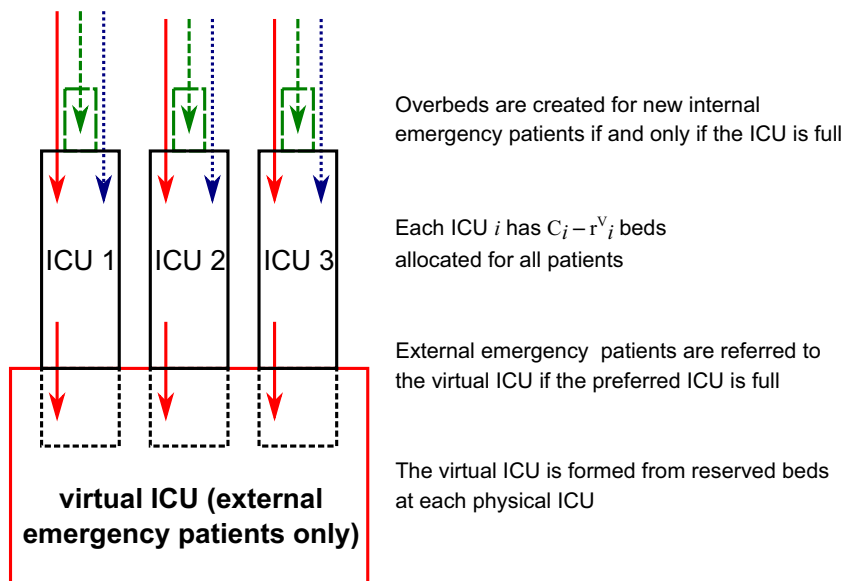 Overbeds are created for new internal
emergency patients if and only if the ICU is full
Each ICU i has Ci – rVi beds
allocated for all patients
ICU 1
ICU 2
ICU 3
External emergency patients are referred to
the virtual ICU if the preferred ICU is full
The virtual ICU is formed from reserved beds
at each physical ICU
virtual ICU (external
emergency patients only)